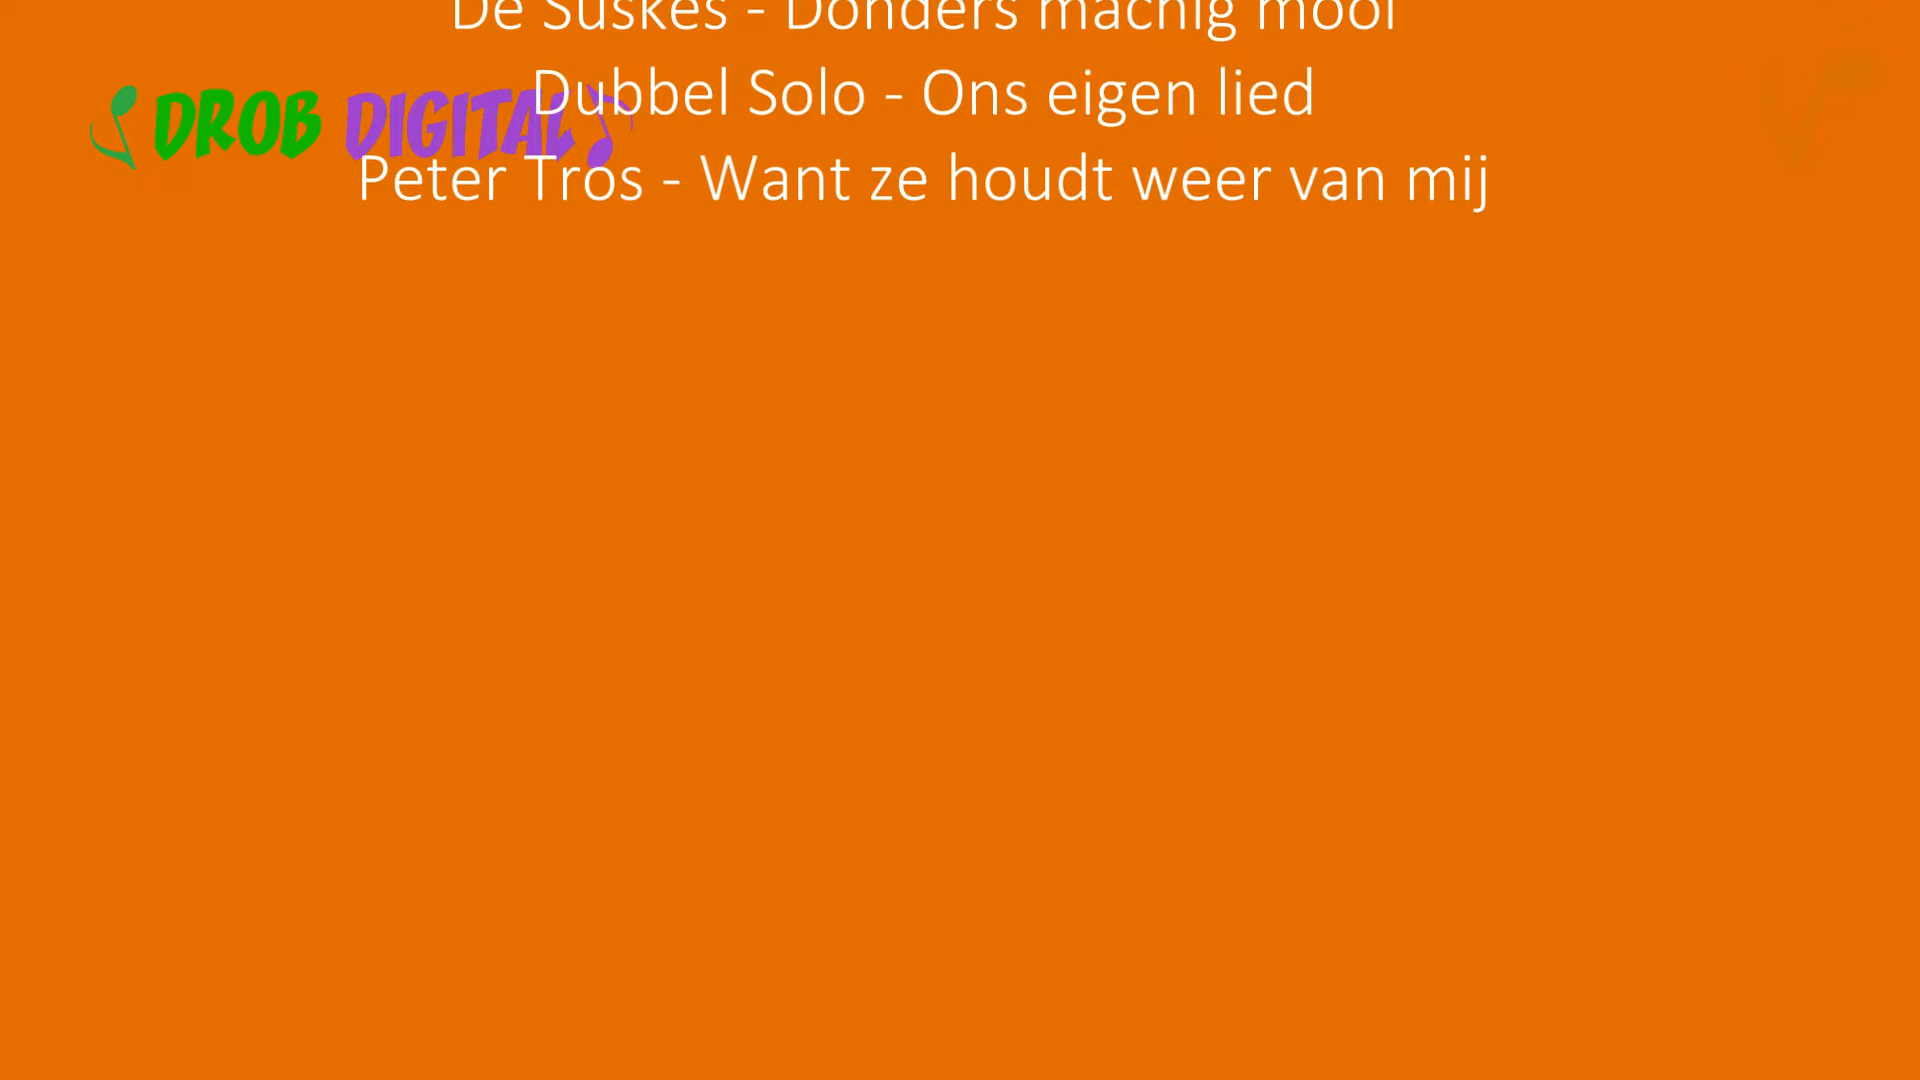 De Suskes - Donders machig mooi
DROB DIGITAL
Dubbel Solo - Ons eigen lied
Peter Tros - Want ze houdt weer van mij